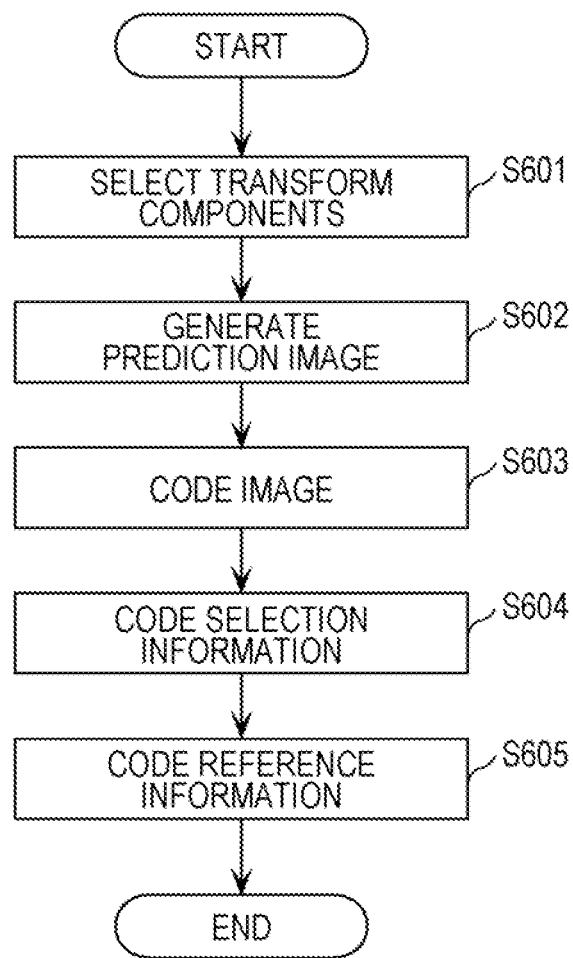 START
SELECT TRANSFORM
COMPONENTS
S601
GENERATE
PREDICTION IMAGE
S602
CODE IMAGE
S603
CODE SELECTION
INFORMATION
S604
CODE REFERENCE
INFORMATION
S605
END